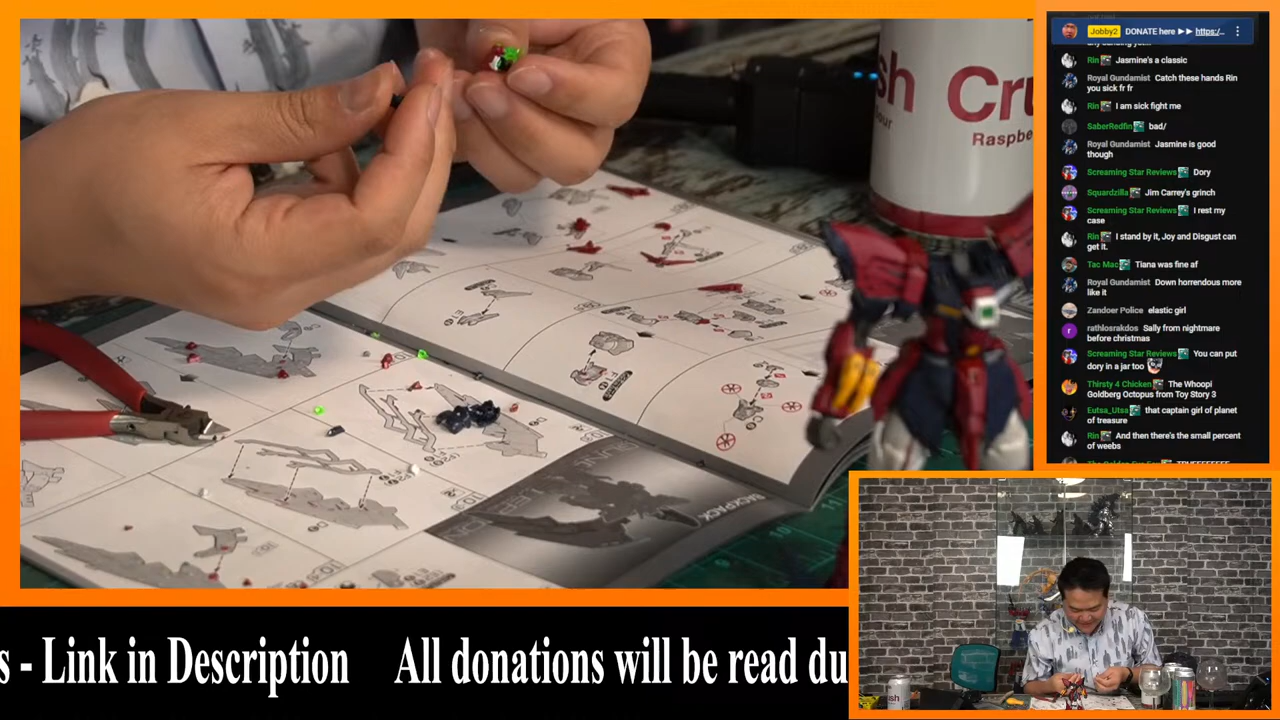 Jobby2 DONATE here ►► https:/...
Rin Jasmine's a classic
Royal Gundamist Catch these hands Rin
you sick fr fr
Rin I am sick fight me
SaberRedfin bad/
Royal Gundamist Jasmine is good
though
Screaming Star Reviews Dory
Squardzilla Jim Carrey's grinch
Screaming Star Reviews I rest my
case
Rin I stand by it, Joy and Disgust can
get it.
Tac Mac Tiana was fine af
Royal Gundamist Down horrendous more
like it
Zandoer Police elastic girl
r rathlosrakdos Sally from nightmare
before christmas
Screaming Star Reviews You can put
dory in a jar too
Thirsty 4 Chicken The Whoopi
Goldberg Octopus from Toy Story 3
Eutsa_Utsa that captain girl of planet
of treasure
Rin And then there's the small percent
of weebs
sh Cru
our Raspbe
BACKPACK
s - Link in Description All donations will be read du